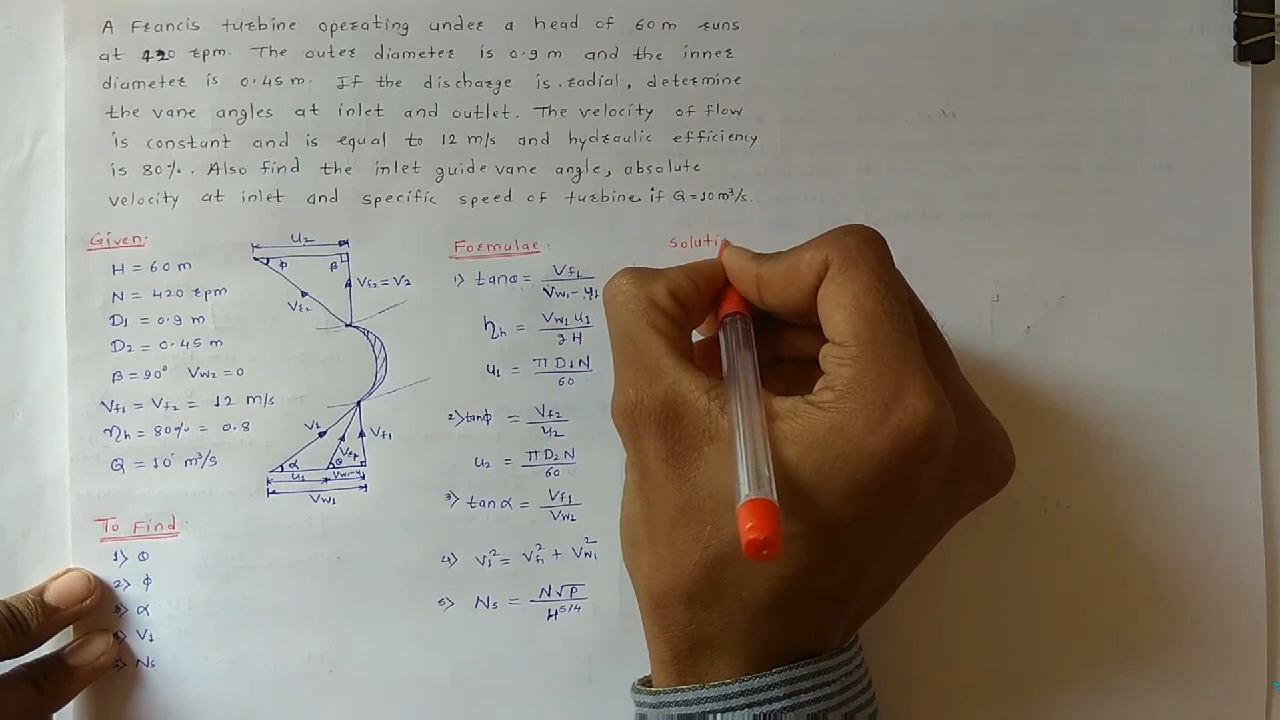 A Francis turbine operating under a head of 60 m runs
at 420 rpm. The outer diameter is 0.9 m and the inner
diameter is 0.45 m. If the discharge is radial, determine
the vane angles at inlet and outlet. The velocity of flow
is constant and is equal to 12 m/s and hydraulic efficiency
is 80%. Also find the inlet guide vane angle, absolute
velocity at inlet and specific speed of turbine if Q = 10 m³/s.
Given:
H = 60 m
N = 420 rpm
D1 = 0.9 m
D2 = 0.45 m
β = 90° Vw2 = 0
Vf1 = Vf2 = 12 m/s
ηh = 80% = 0.8
Q = 10 m³/s
To Find:
1) θ
2) φ
3) α
4) V1
5) Ns
u2
φ
β
Vf2 = V2
Vr2
V1
Vf1
Vr1
α
θ
u1
Vw1-u1
Vw1
Formulae:
1) tanθ = Vf1 / Vw1 - u1
ηh = Vw1 u1 / gH
u1 = π D1 N / 60
2) tanφ = Vf2 / u2
u2 = π D2 N / 60
3) tanα = Vf1 / Vw1
4) V1² = Vf1² + Vw1²
5) Ns = N√P / H^5/4
Soluti